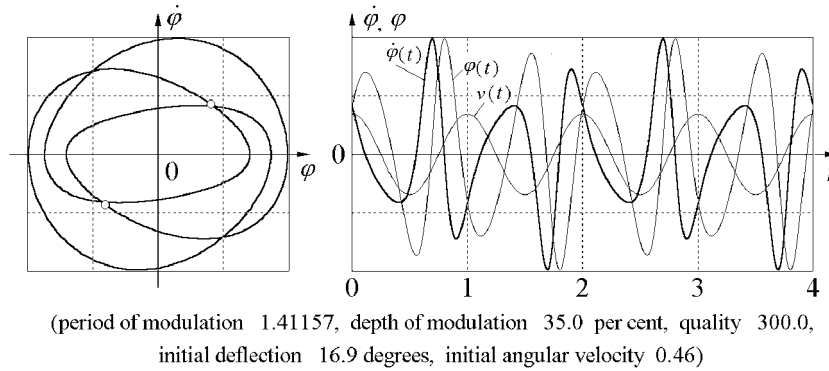 φ̇
φ̇, φ
φ̇(t)
φ(t)
v(t)
0
φ
0
0 1 2 3 4
(period of modulation 1.41157, depth of modulation 35.0 per cent, quality 300.0,
initial deflection 16.9 degrees, initial angular velocity 0.46)